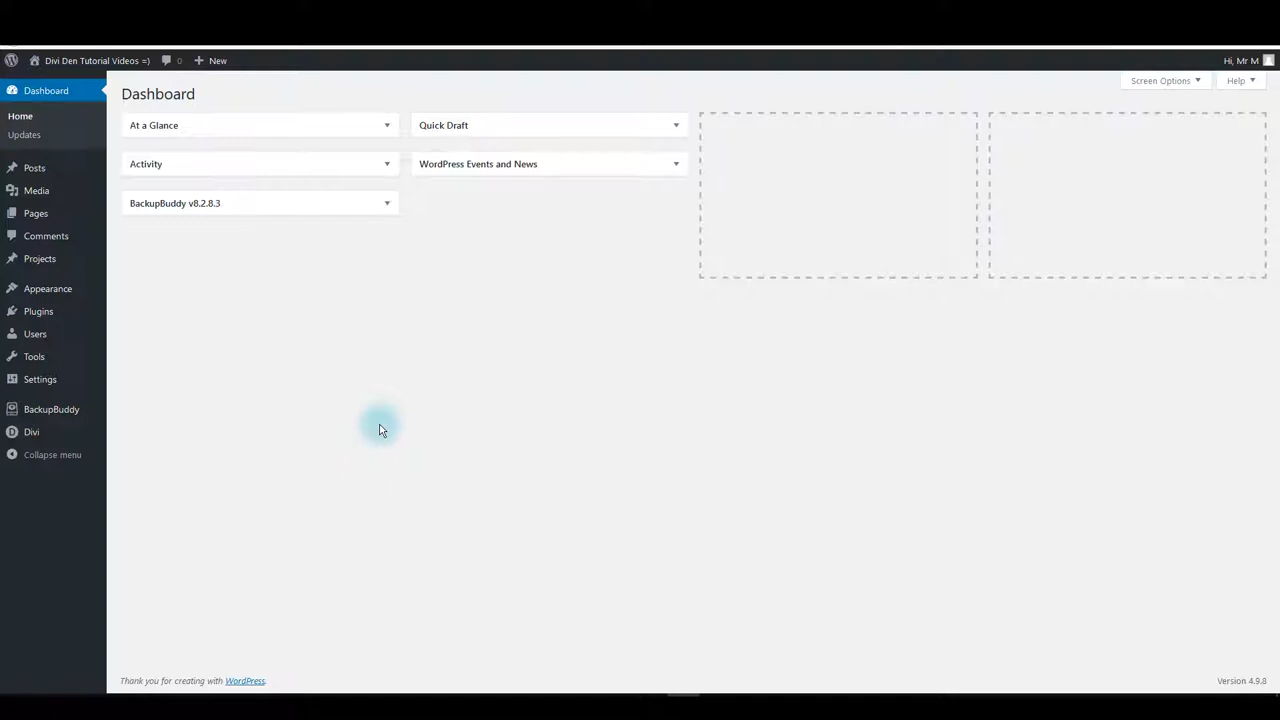 Divi Den Tutorial Videos =) 0 New Hi, Mr M
Dashboard
Home
Updates
Posts
Media
Pages
Comments
Projects
Appearance
Plugins
Users
Tools
Settings
BackupBuddy
Divi
Collapse menu
Screen Options Help
Dashboard
At a Glance
Activity
BackupBuddy v8.2.8.3
Quick Draft
WordPress Events and News
Thank you for creating with WordPress. Version 4.9.8